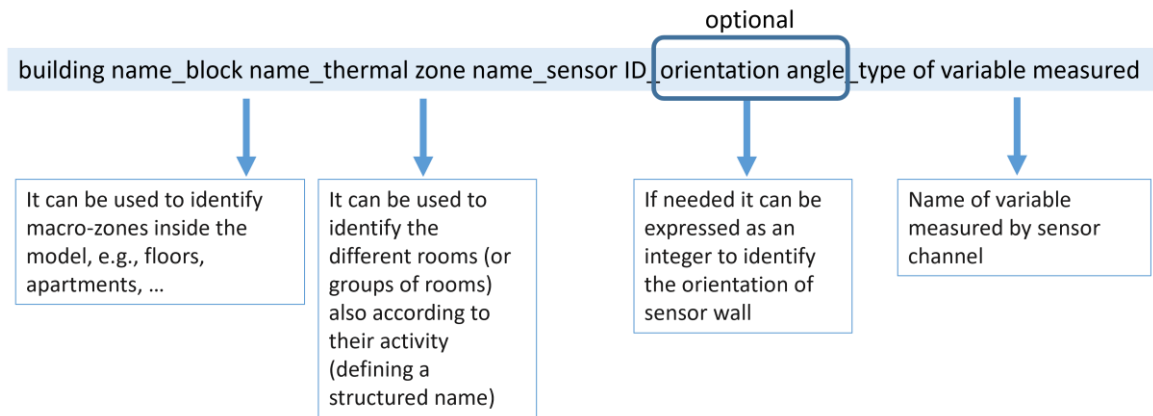 optional
building name_block name_thermal zone name_sensor ID_orientation angle_type of variable measured
It can be used to identify
macro-zones inside the
model, e.g., floors,
apartments, ...
It can be used to
identify the
different rooms (or
groups of rooms)
also according to
their activity
(defining a
structured name)
If needed it can be
expressed as an
integer to identify
the orientation of
sensor wall
Name of variable
measured by sensor
channel